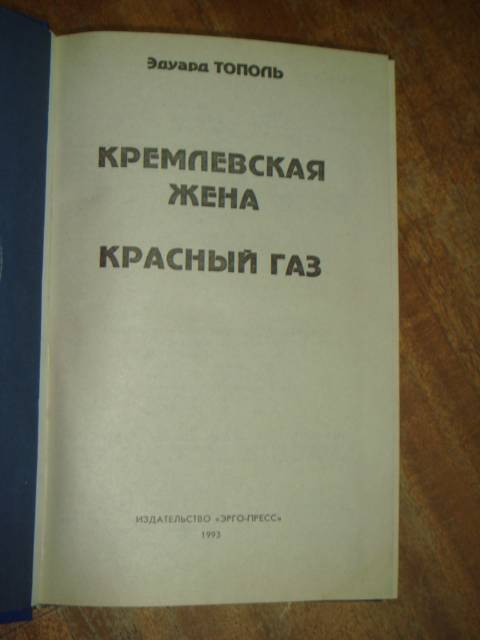 Эдуард ТОПОЛЬ
КРЕМЛЕВСКАЯ
ЖЕНА
КРАСНЫЙ ГАЗ
ИЗДАТЕЛЬСТВО «ЭРГО-ПРЕСС»
1993